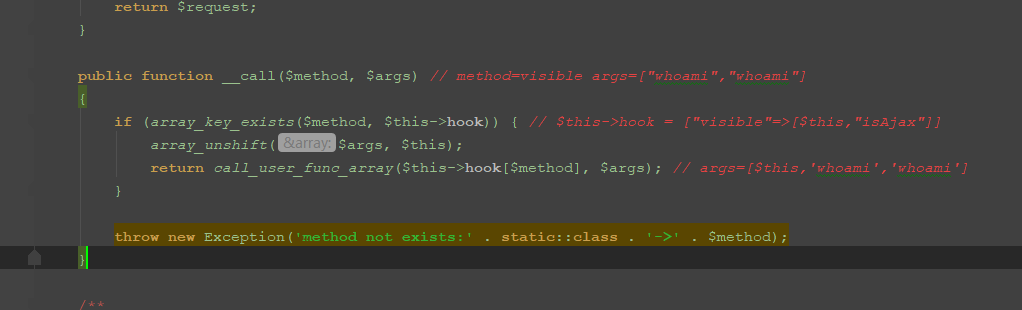 return $request;
}
public function __call($method, $args) // method=visible args=["whoami","whoami"]
{
if (array_key_exists($method, $this->hook)) { // $this->hook = ["visible"=>[$this,"isAjax"]]
array_unshift( &array: $args, $this);
return call_user_func_array($this->hook[$method], $args); // args=[$this,'whoami','whoami']
}
throw new Exception('method not exists:' . static::class . '->' . $method);
}
/**